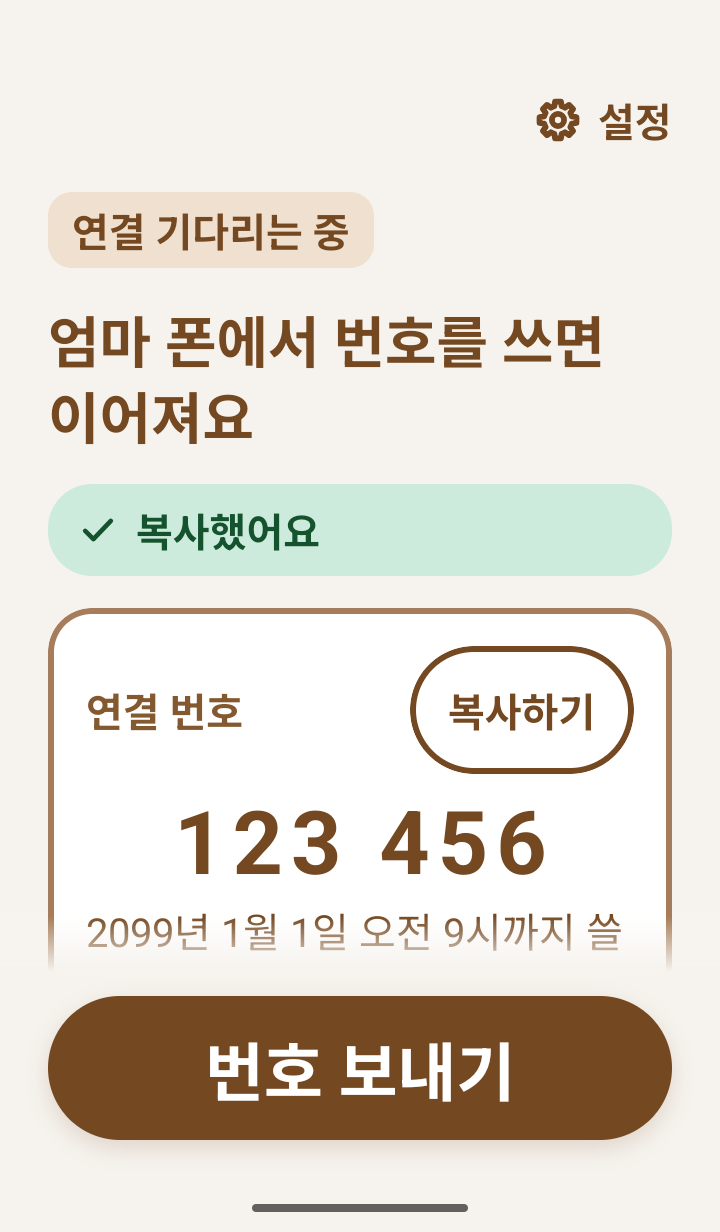 설정
연결 기다리는 중
엄마 폰에서 번호를 쓰면
이어져요
복사했어요
연결 번호
복사하기
123 456
2099년 1월 1일 오전 9시까지 쓸
번호 보내기